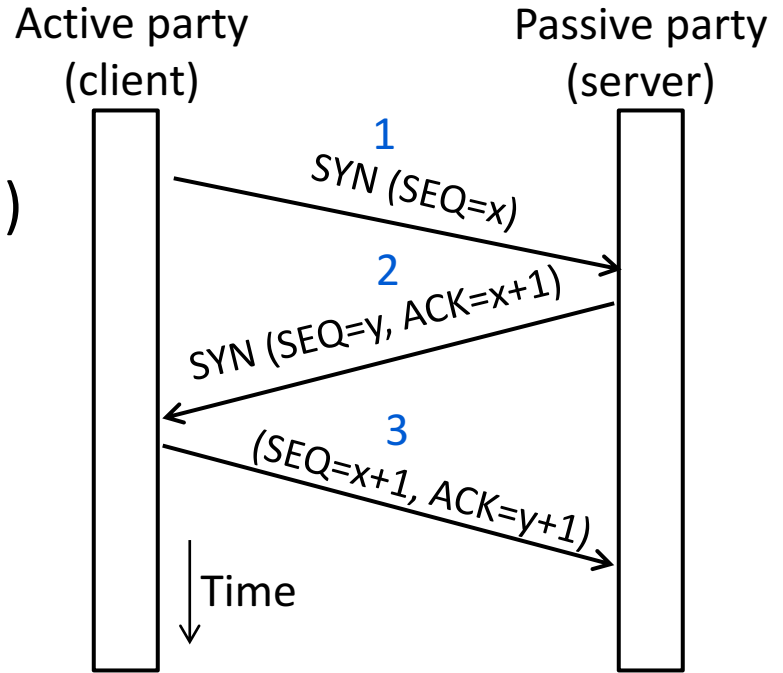 Active party
(client)
Passive party
(server)
)
1
SYN (SEQ=x)
2
SYN (SEQ=y, ACK=x+1)
3
(SEQ=x+1, ACK=y+1)
Time